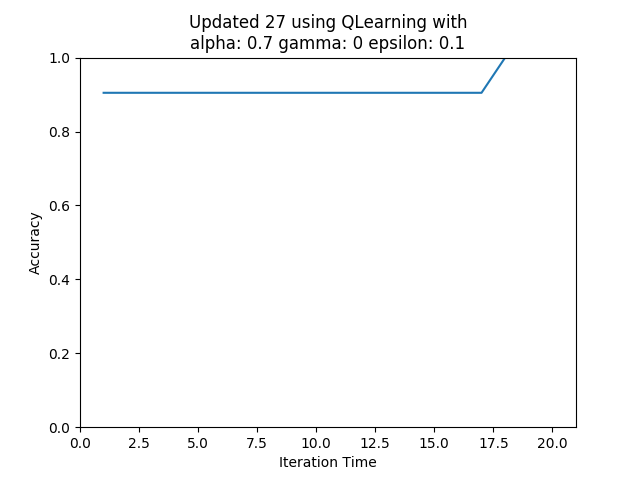 Updated 27 using QLearning with
alpha: 0.7 gamma: 0 epsilon: 0.1
1.0
0.8
0.6
0.4
0.2
0.0
Accuracy
0.0 2.5 5.0 7.5 10.0 12.5 15.0 17.5 20.0
Iteration Time